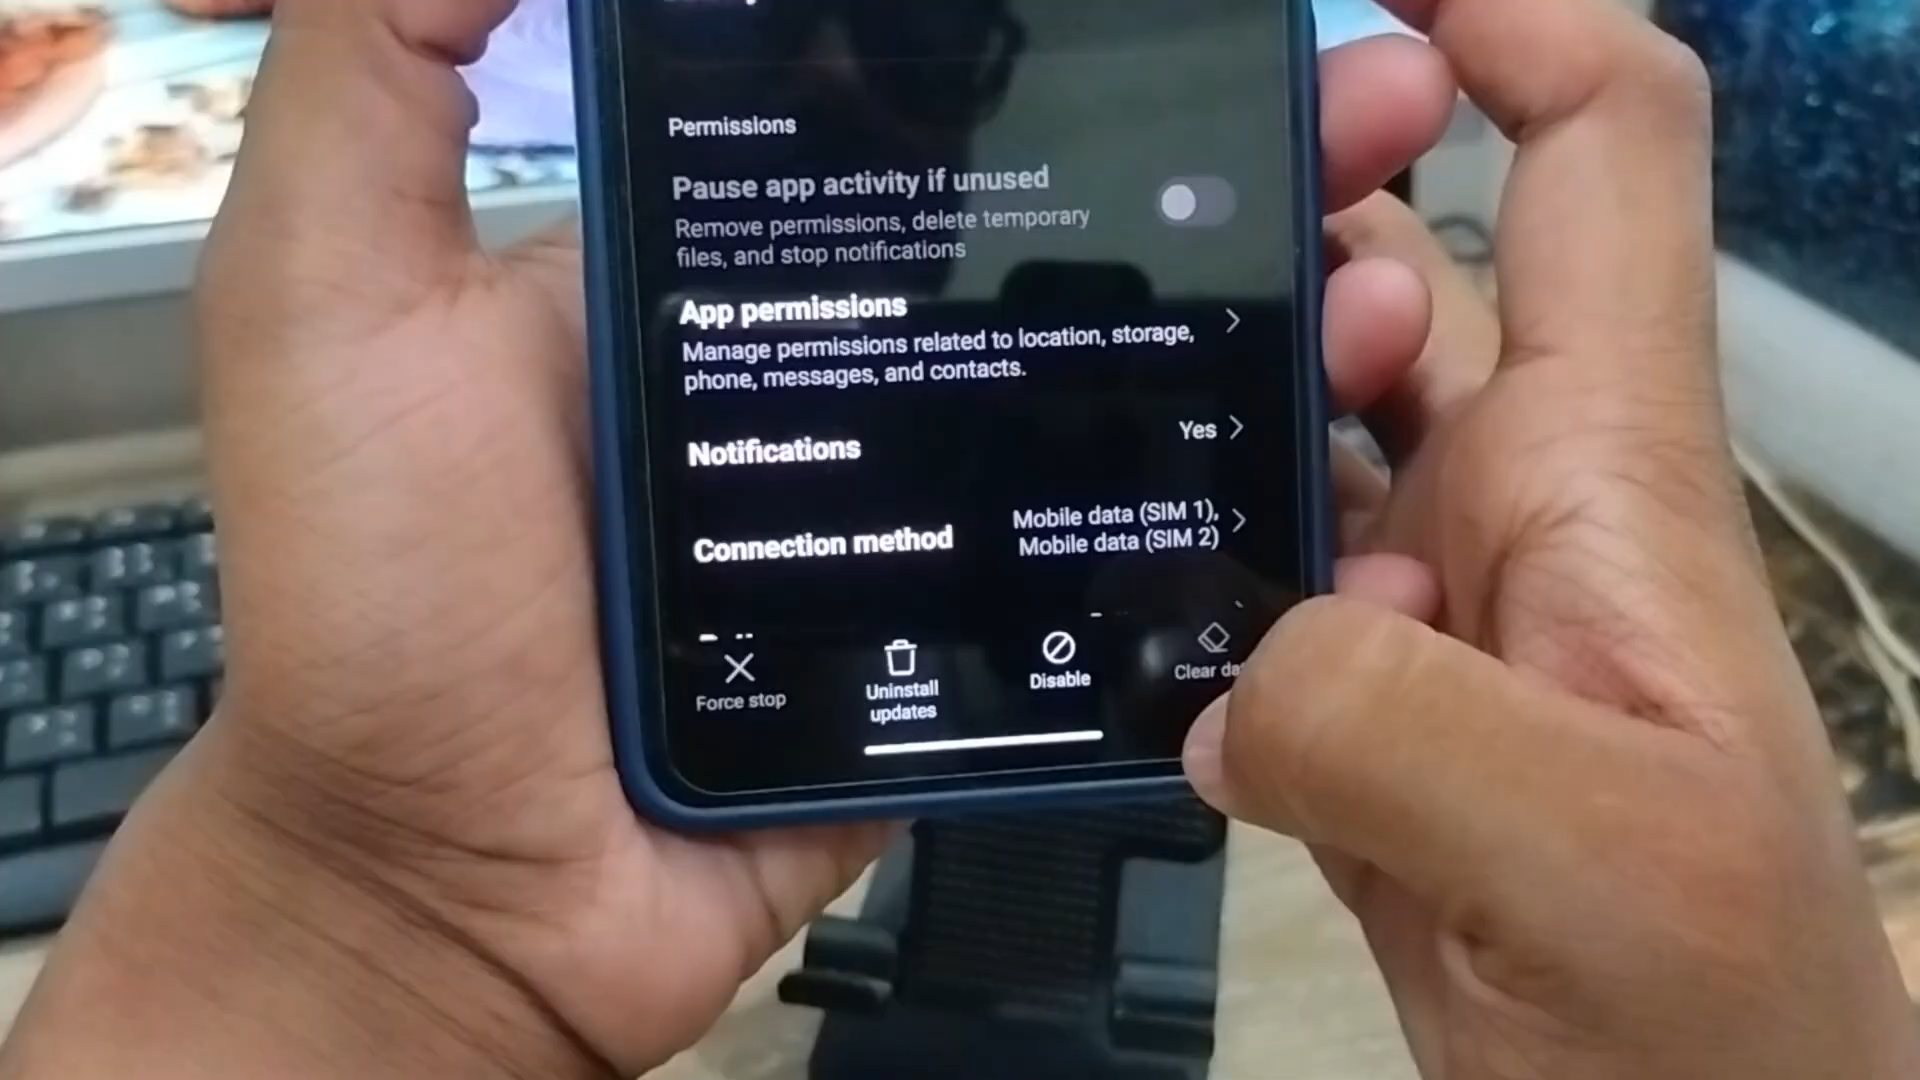 Permissions
Pause app activity if unused
Remove permissions, delete temporary
files, and stop notifications
App permissions
Manage permissions related to location, storage,
phone, messages, and contacts.
Notifications
Yes
Connection method
Mobile data (SIM 1),
Mobile data (SIM 2)
Force stop
Uninstall
updates
Disable
Clear